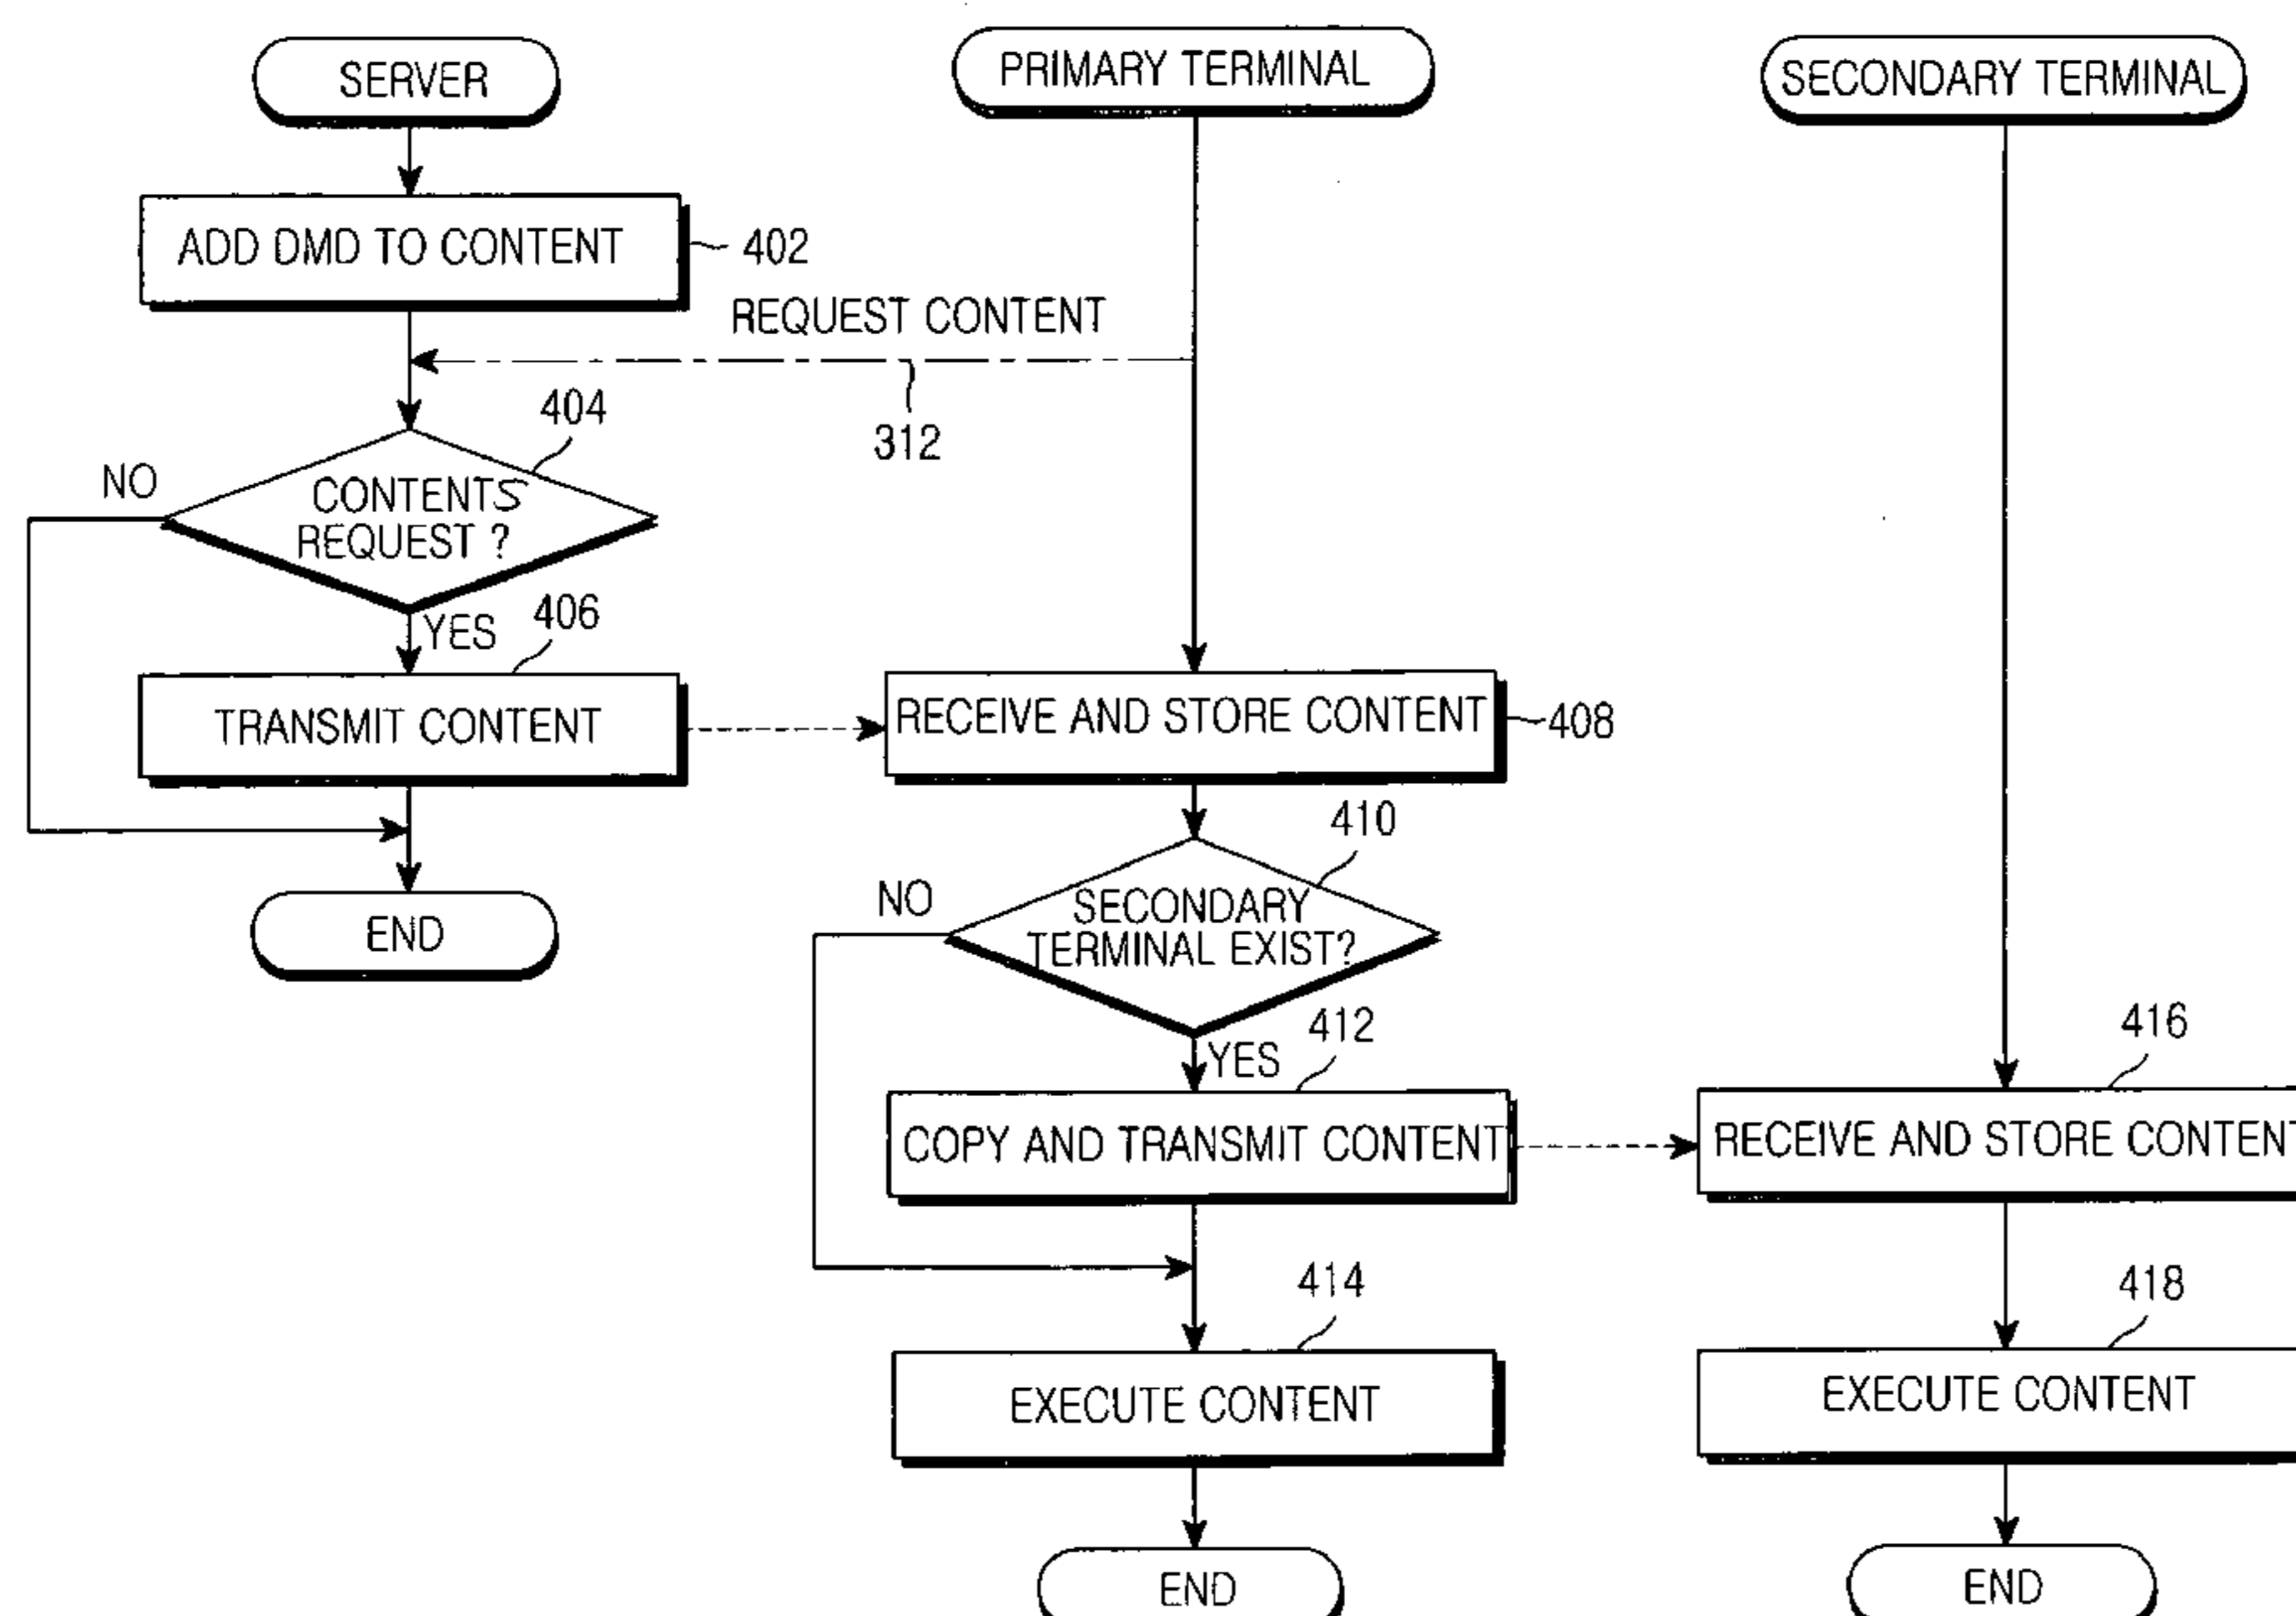 SERVER
PRIMARY TERMINAL
SECONDARY TERMINAL
ADD DMD TO CONTENT
402
REQUEST CONTENT
312
404
NO
CONTENTS
REQUEST ?
YES
406
TRANSMIT CONTENT
RECEIVE AND STORE CONTENT
408
END
410
NO
SECONDARY
TERMINAL EXIST?
YES
412
COPY AND TRANSMIT CONTENT
416
RECEIVE AND STORE CONTENT
414
EXECUTE CONTENT
418
EXECUTE CONTENT
END
END